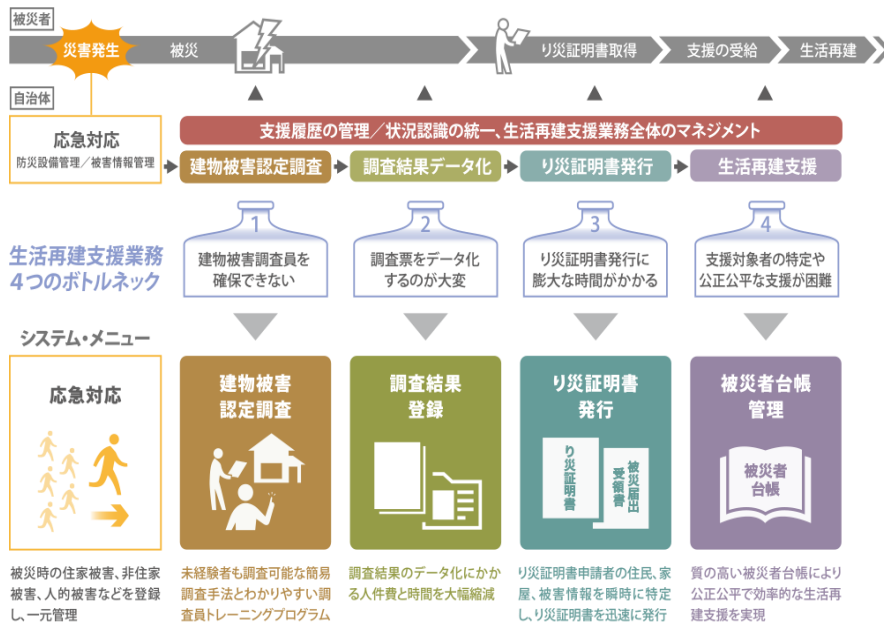 被災者
災害発生
被災
り災証明書取得
支援の受給
生活再建
自治体
応急対応
防災設備管理／被害情報管理
支援履歴の管理／状況認識の統一、生活再建支援業務全体のマネジメント
建物被害認定調査
調査結果データ化
り災証明書発行
生活再建支援
生活再建支援業務
4つのボトルネック
1
建物被害調査員を
確保できない
2
調査票をデータ化
するのが大変
3
り災証明書発行に
膨大な時間がかかる
4
支援対象者の特定や
公正公平な支援が困難
システム・メニュー
応急対応
建物被害
認定調査
調査結果
登録
り災証明書
発行
り災証明書
被災届出
受領書
被災者台帳
管理
被災者
台帳
被災時の住家被害、非住家
被害、人的被害などを登録
し、一元管理
未経験者も調査可能な簡易
調査手法とわかりやすい調
査員トレーニングプログラム
調査結果のデータ化にかか
る人件費と時間を大幅縮減
り災証明書申請者の住民、家
屋、被害情報を瞬時に特定
し、り災証明書を迅速に発行
質の高い被災者台帳により
公正公平で効率的な生活再
建支援を実現